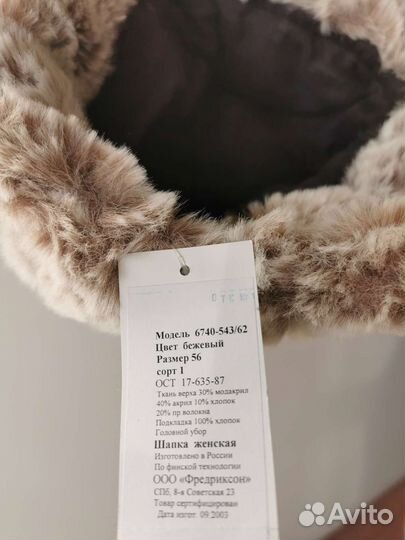 Модель 6740-543/62
Цвет бежевый
Размер 56
сорт 1
ОСТ 17-635-87
Ткань верха 30% модакрил
40% акрил 10% хлопок
20% пр волокна
Подкладка 100% хлопок
Головной убор
Шапка женская
Изготовлено в России
По финской технологии
ООО «Фредриксон»
СПб, 8-я Советская 23
Товар сертифицирован
Дата изгот. 09.2003
Avito